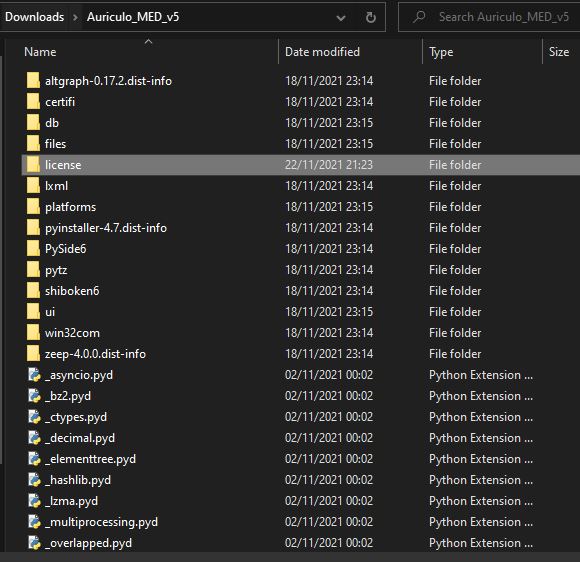 Downloads > Auriculo_MED_v5 Search Auriculo_MED_v5
Name Date modified Type Size
altgraph-0.17.2.dist-info 18/11/2021 23:14 File folder
certifi 18/11/2021 23:14 File folder
db 18/11/2021 23:15 File folder
files 18/11/2021 23:15 File folder
license 22/11/2021 21:23 File folder
lxml 18/11/2021 23:14 File folder
platforms 18/11/2021 23:15 File folder
pyinstaller-4.7.dist-info 18/11/2021 23:14 File folder
PySide6 18/11/2021 23:14 File folder
pytz 18/11/2021 23:14 File folder
shiboken6 18/11/2021 23:14 File folder
ui 18/11/2021 23:15 File folder
win32com 18/11/2021 23:14 File folder
zeep-4.0.0.dist-info 18/11/2021 23:14 File folder
_asyncio.pyd 02/11/2021 00:02 Python Extension ...
_bz2.pyd 02/11/2021 00:02 Python Extension ...
_ctypes.pyd 02/11/2021 00:02 Python Extension ...
_decimal.pyd 02/11/2021 00:02 Python Extension ...
_elementtree.pyd 02/11/2021 00:02 Python Extension ...
_hashlib.pyd 02/11/2021 00:02 Python Extension ...
_lzma.pyd 02/11/2021 00:02 Python Extension ...
_multiprocessing.pyd 02/11/2021 00:02 Python Extension ...
_overlapped.pyd 02/11/2021 00:02 Python Extension ...